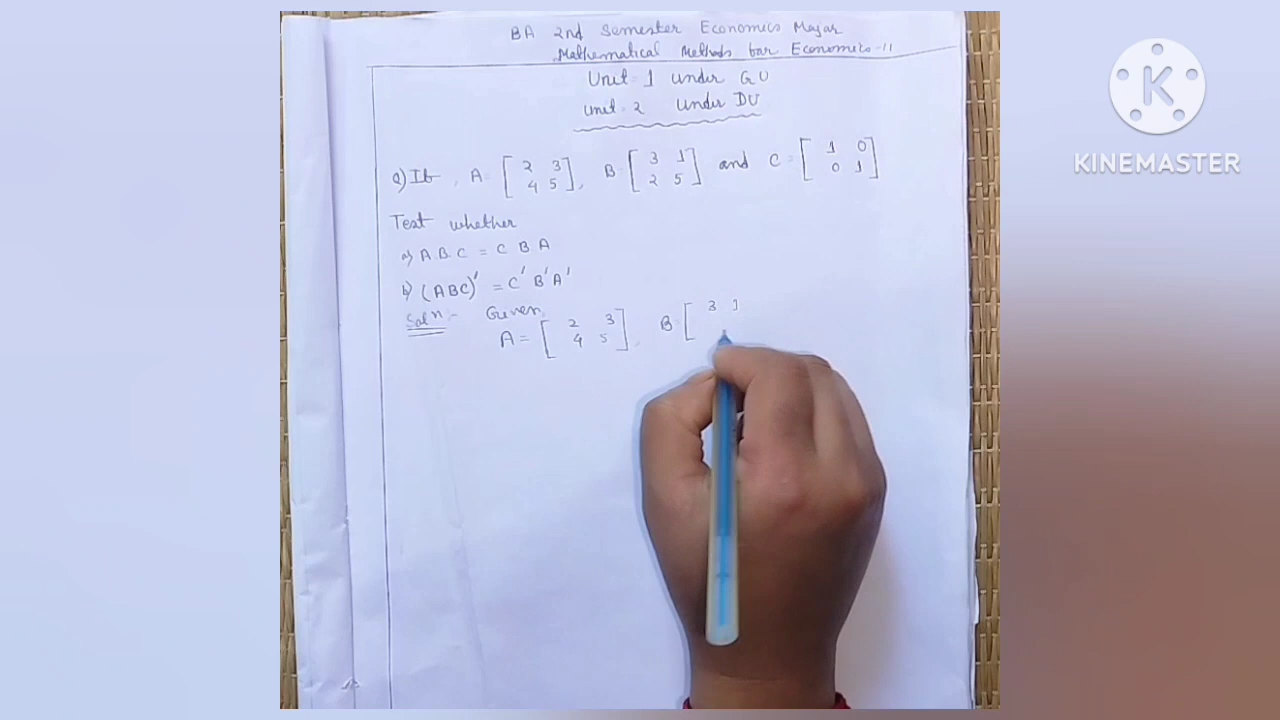 BA 2nd Semester Economics Major
Mathematical Methods for Economics-II
Unit-1 under GU
Unit-2 Under DU
Q) If, A = [ 2 3 4 5 ], B = [ 3 1 2 5 ] and C = [ 1 0 0 1 ]
Test whether
a) ABC = CBA
b) (ABC)' = C' B' A'
Solⁿ:- Given,
A = [ 2 3 4 5 ], B = [ 3 1
K
KINEMASTER